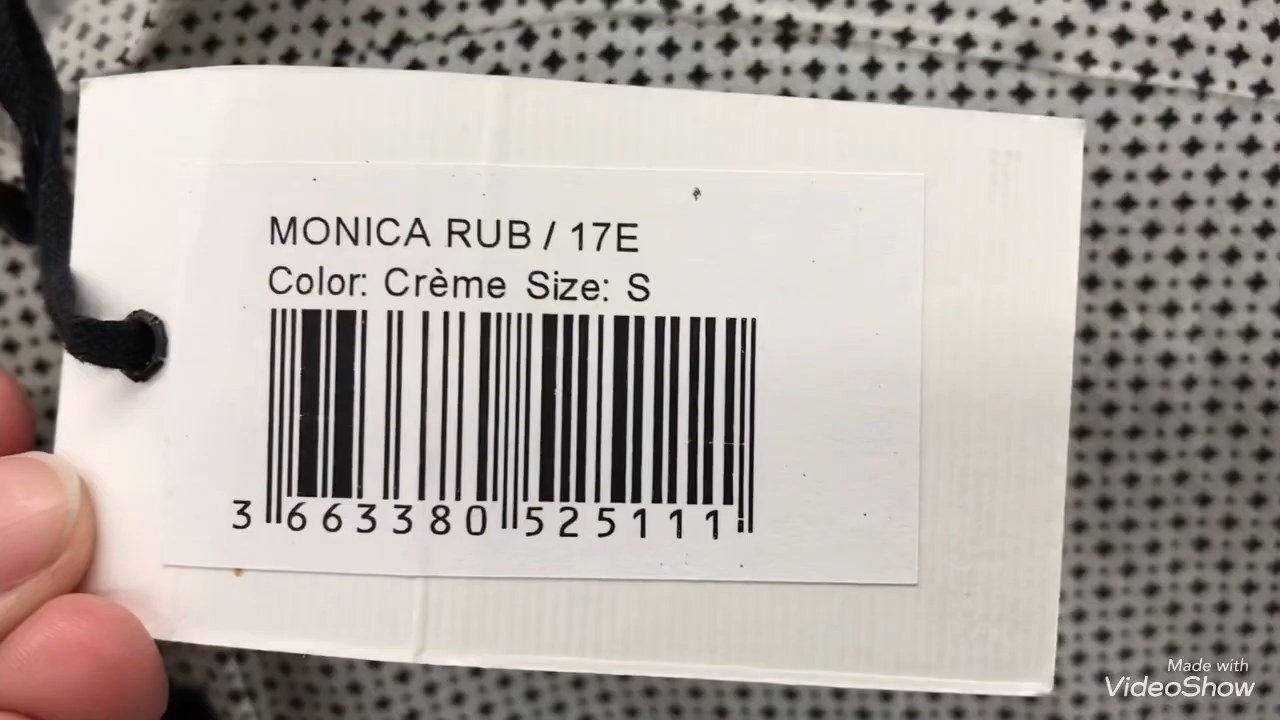 MONICA RUB / 17E
Color: Crème Size: S
3 663380 525111
Made with
VideoShow